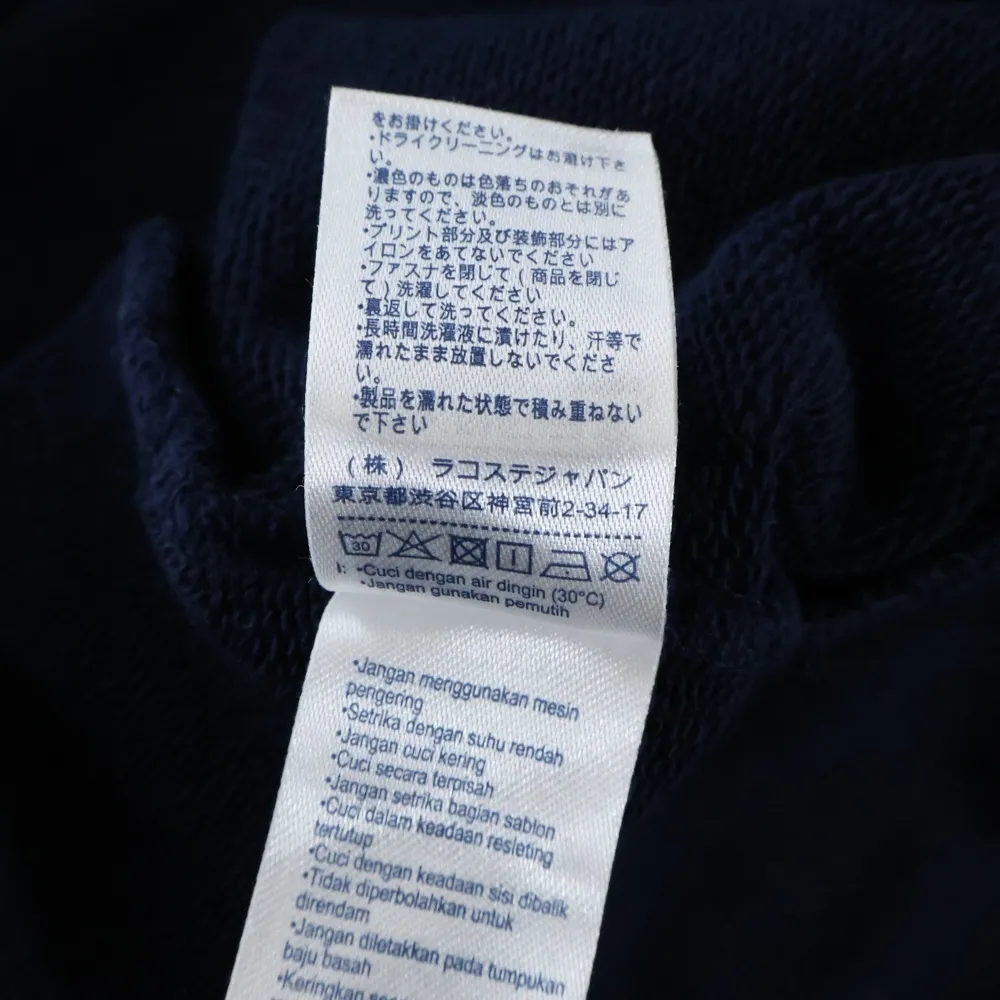 をお掛けください。
・ドライクリーニングはお避け下さ
い。
・濃色のものは色落ちのおそれがあ
りますので、淡色のものとは別に
洗ってください。
・プリント部分及び装飾部分にはア
イロンをあてないでください
・ファスナを閉じて(商品を閉じ
て)洗濯してください
・裏返して洗ってください。
・長時間洗濯液に漬けたり、汗等で
濡れたまま放置しないでくださ
い。
・製品を濡れた状態で積み重ねない
で下さい
(株) ラコステジャパン
東京都渋谷区神宮前2-34-17
30
I: •Cuci dengan air dingin (30°C)
•Jangan gunakan pemutih
•Jangan menggunakan mesin
pengering
•Setrika dengan suhu rendah
•Jangan cuci kering
•Cuci secara terpisah
•Jangan setrika bagian sablon
•Cuci dalam keadaan resleting
tertutup
•Cuci dengan keadaan sisi dibalik
•Tidak diperbolahkan untuk
direndam
•Jangan diletakkan pada tumpukan
baju basah
•Keringkan